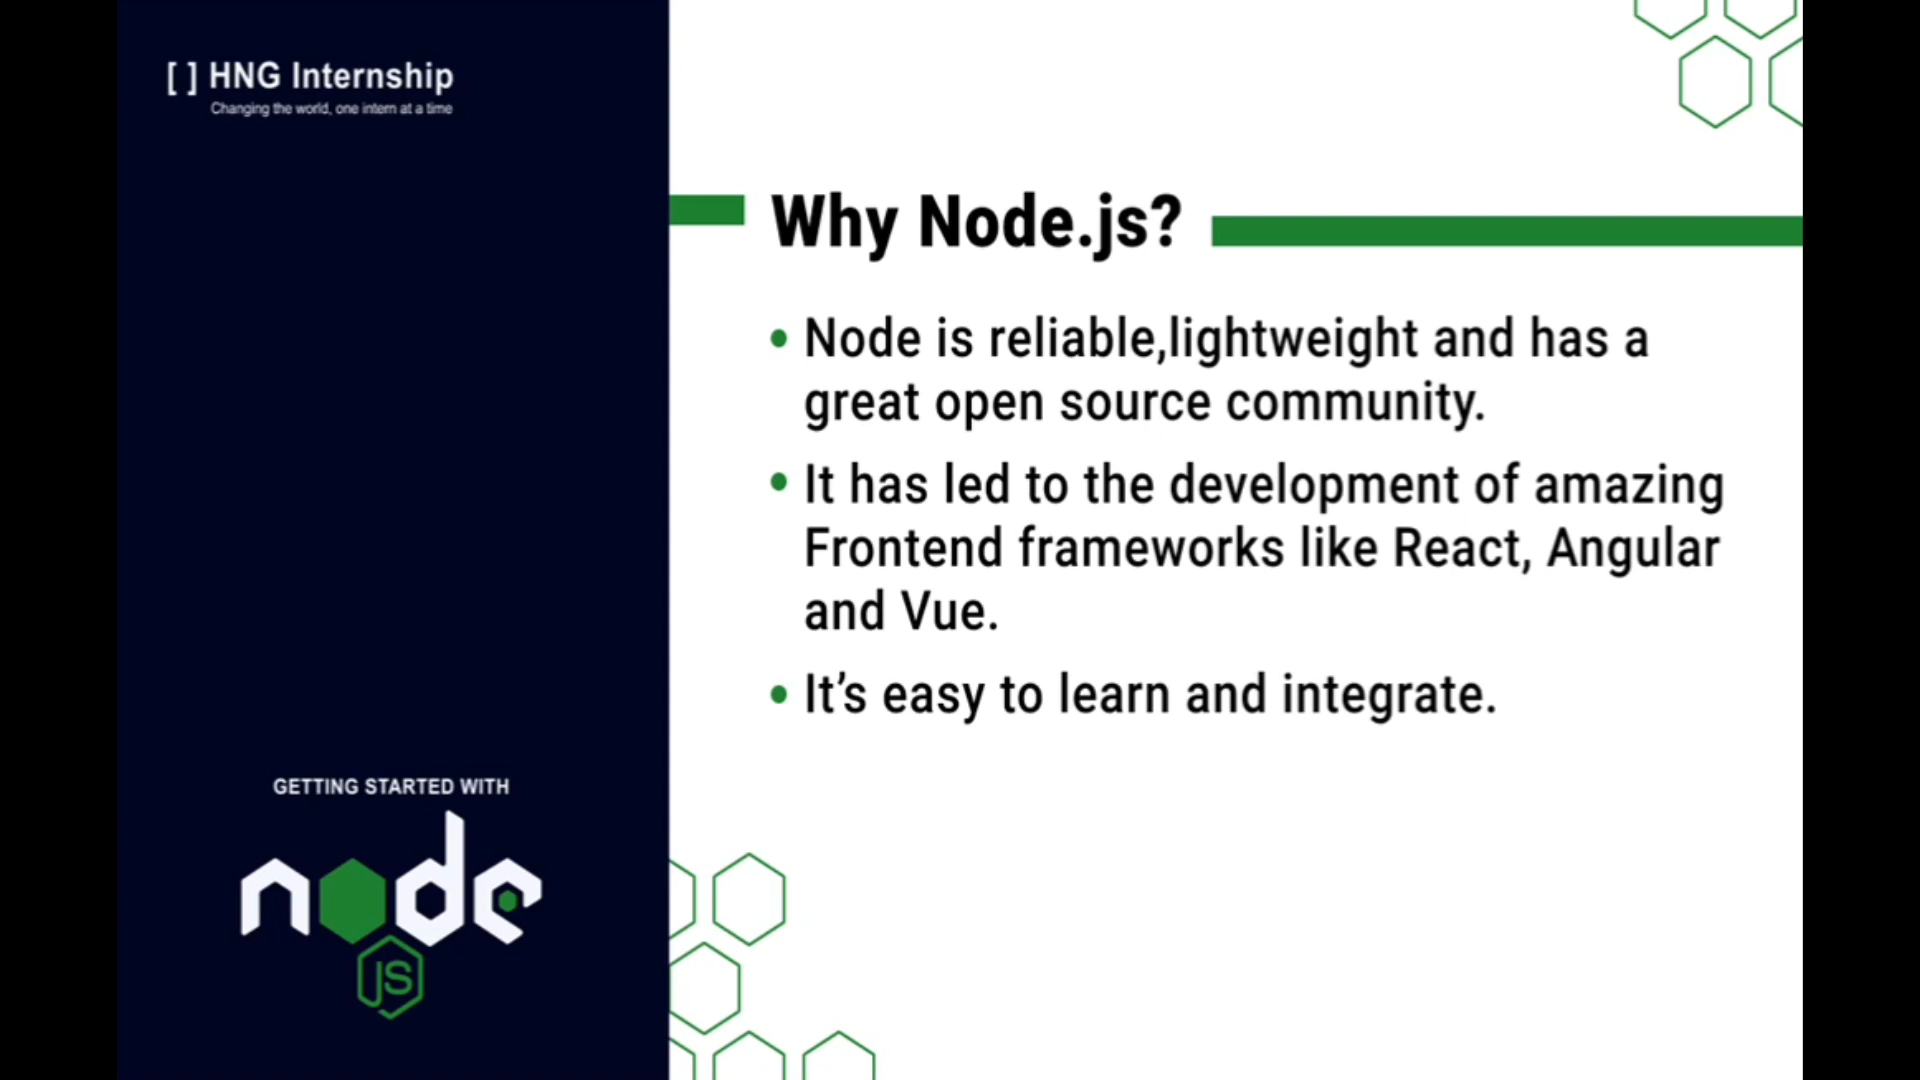 [ ] HNG Internship
Changing the world, one intern at a time
Why Node.js?
• Node is reliable,lightweight and has a
great open source community.
• It has led to the development of amazing
Frontend frameworks like React, Angular
and Vue.
• It’s easy to learn and integrate.
GETTING STARTED WITH
node
JS